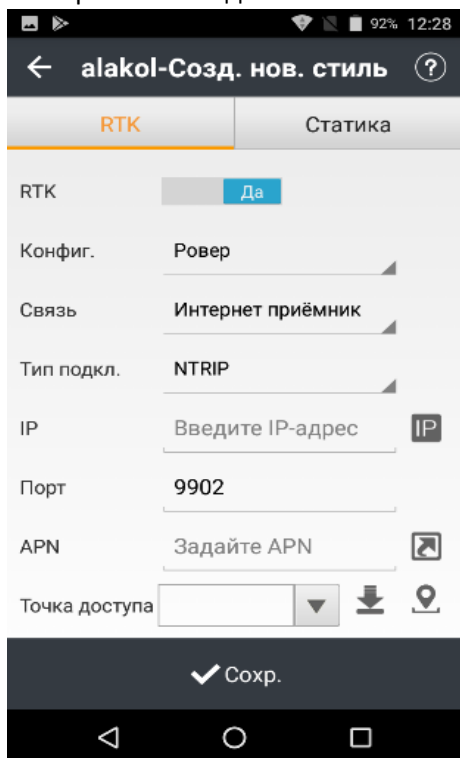 92% 12:28
alakol-Созд. нов. стиль ?
RTK Статика
RTK Да
Конфиг. Ровер
Связь Интернет приёмник
Тип подкл. NTRIP
IP Введите IP-адрес IP
Порт 9902
APN Задайте APN
Точка доступа
Сохр.